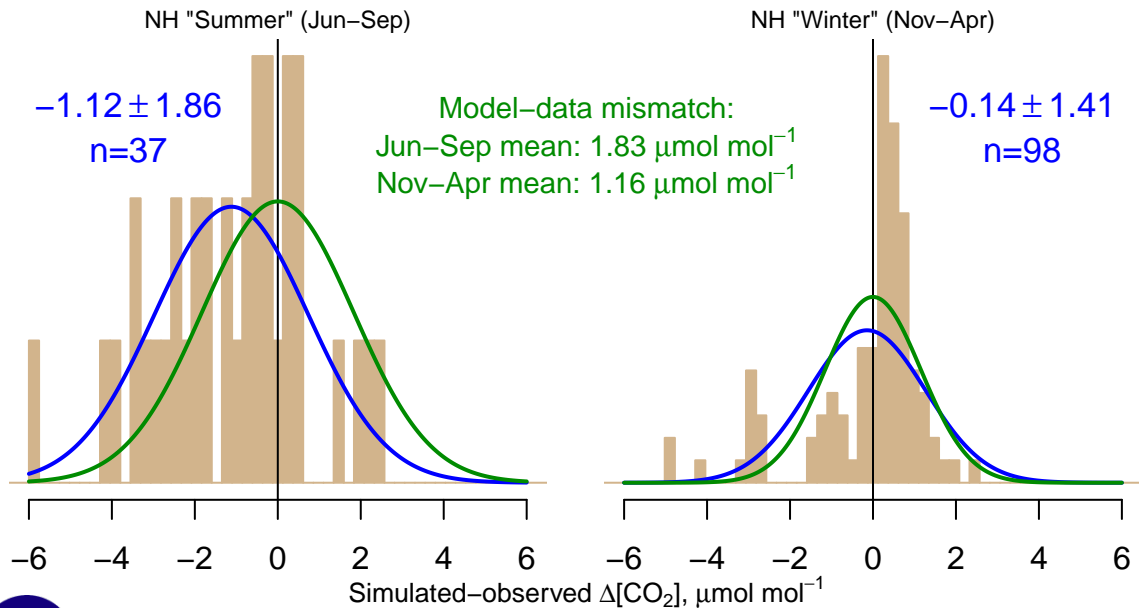 NH "Summer" (Jun−Sep)
−1.12 ± 1.86
n=37
Model−data mismatch:
Jun−Sep mean: 1.83 μmol mol⁻¹
Nov−Apr mean: 1.16 μmol mol⁻¹
NH "Winter" (Nov−Apr)
−0.14 ± 1.41
n=98
−6 −4 −2 0 2 4 6
−6 −4 −2 0 2 4 6
Simulated−observed Δ[CO₂], μmol mol⁻¹